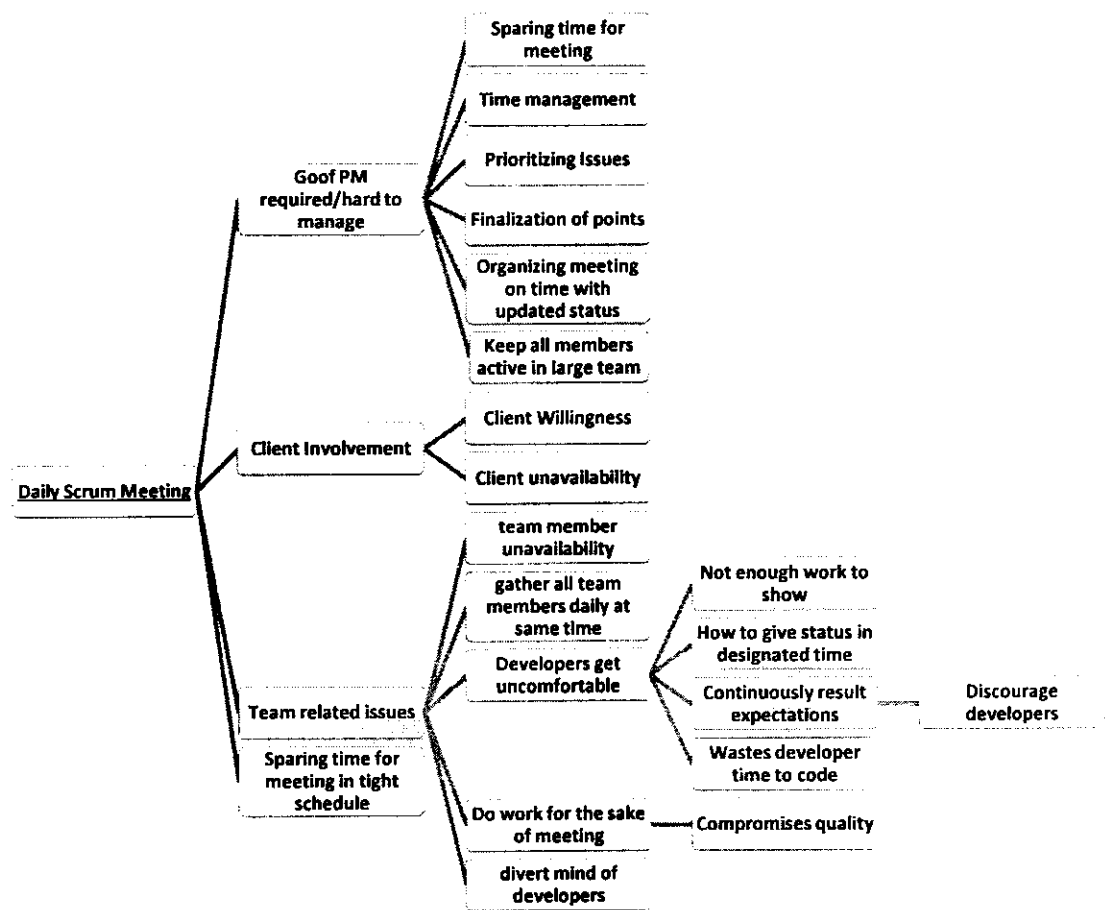 Sparing time for
meeting
Time management
Prioritizing Issues
Goof PM
required/hard to
manage
Finalization of points
Organizing meeting
on time with
updated status
Keep all members
active in large team
Client Willingness
Client Involvement
Client unavailability
Daily Scrum Meeting
team member
unavailability
gather all team
members daily at
same time
Not enough work to
show
How to give status in
designated time
Developers get
uncomfortable
Continuously result
expectations
Discourage
developers
Team related issues
Wastes developer
time to code
Sparing time for
meeting in tight
schedule
Do work for the sake
of meeting
Compromises quality
divert mind of
developers